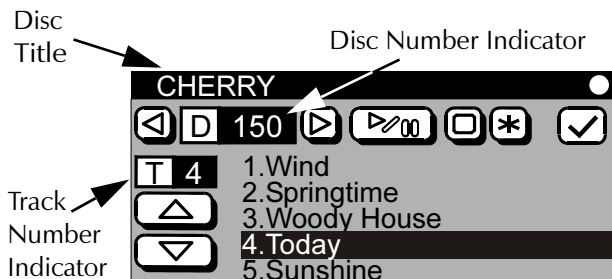 Disc
Title
Disc Number Indicator
CHERRY
D 150
T 4
1.Wind
2.Springtime
3.Woody House
4.Today
5.Sunshine
Track
Number
Indicator